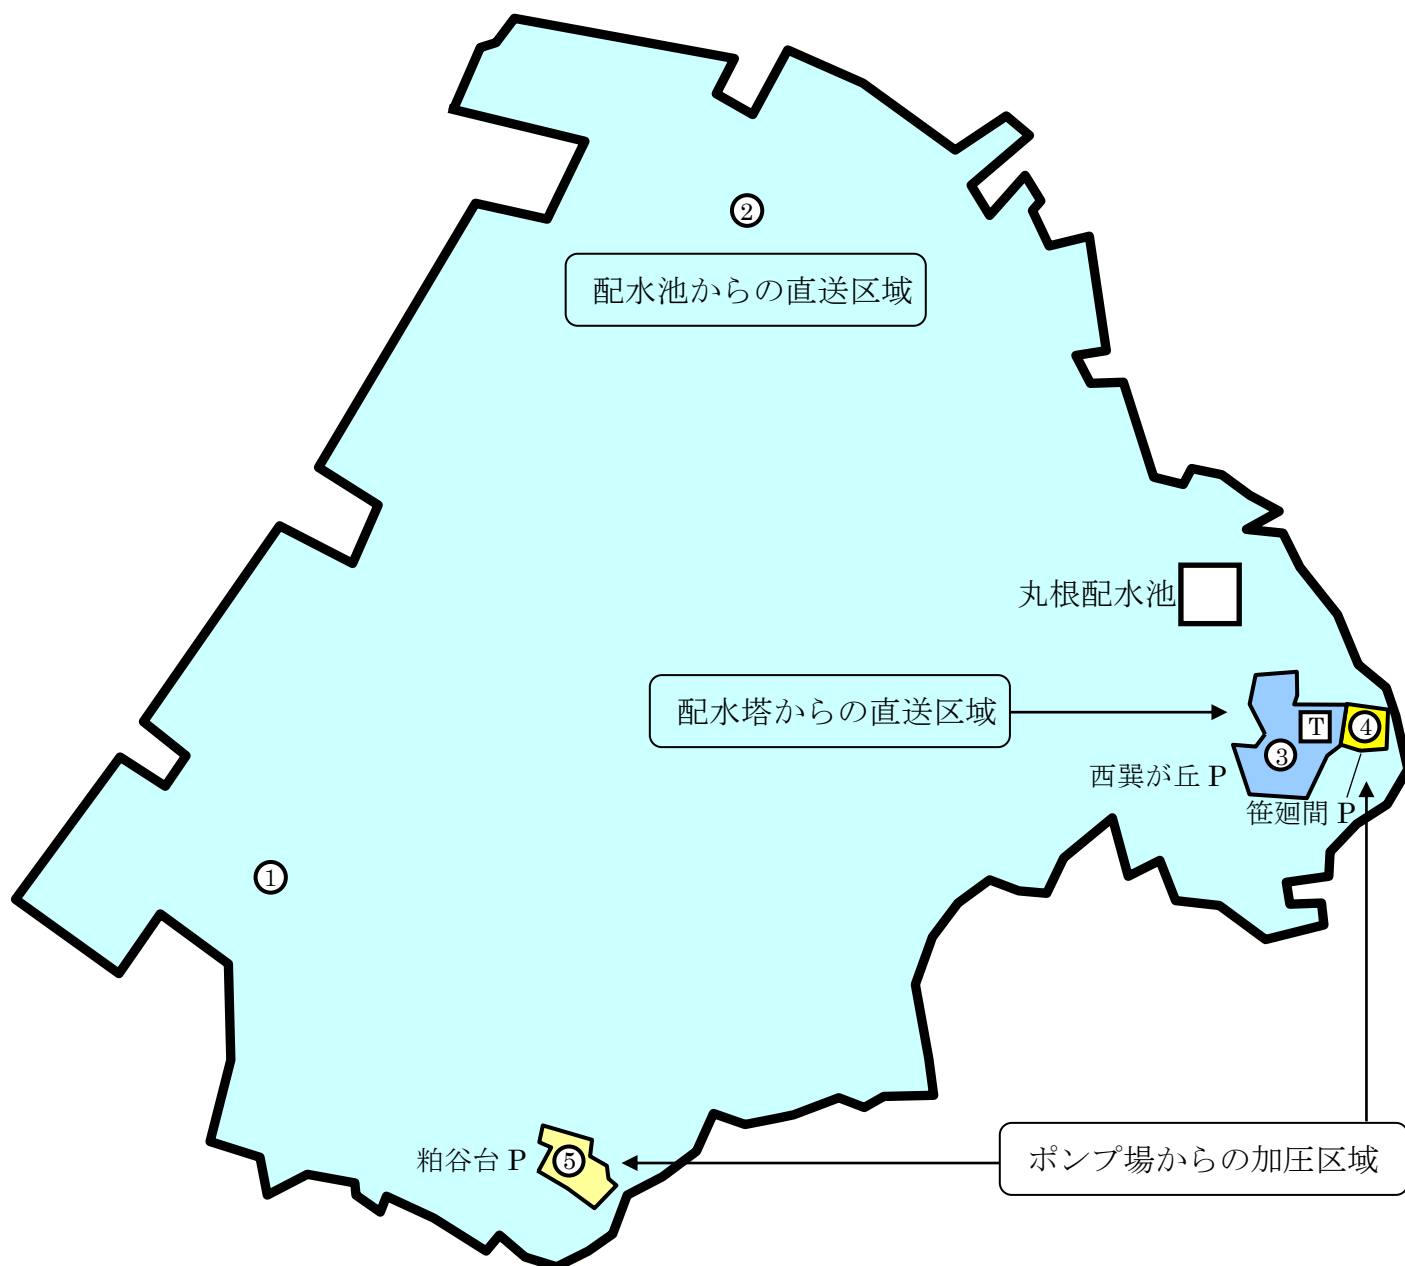 ②
配水池からの直送区域
丸根配水池
配水塔からの直送区域
T
④
③
西巽が丘 P
笹廻間 P
①
粕谷台 P
⑤
ポンプ場からの加圧区域